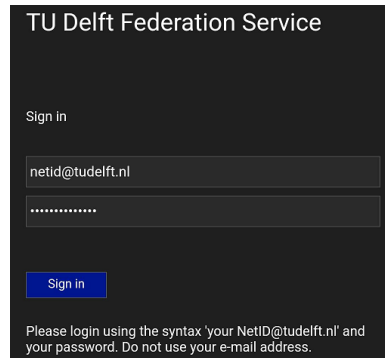 TU Delft Federation Service
Sign in
netid@tudelft.nl
••••••••••••••
Sign in
Please login using the syntax 'your NetID@tudelft.nl' and
your password. Do not use your e-mail address.